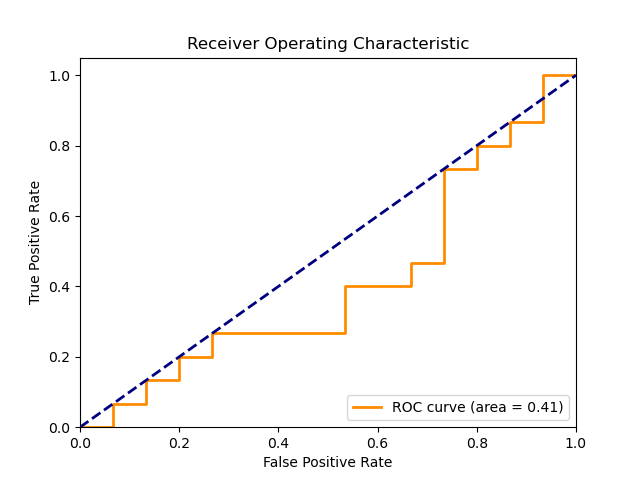 Receiver Operating Characteristic
1.0
0.8
0.6
0.4
0.2
0.0
True Positive Rate
ROC curve (area = 0.41)
0.0 0.2 0.4 0.6 0.8 1.0
False Positive Rate